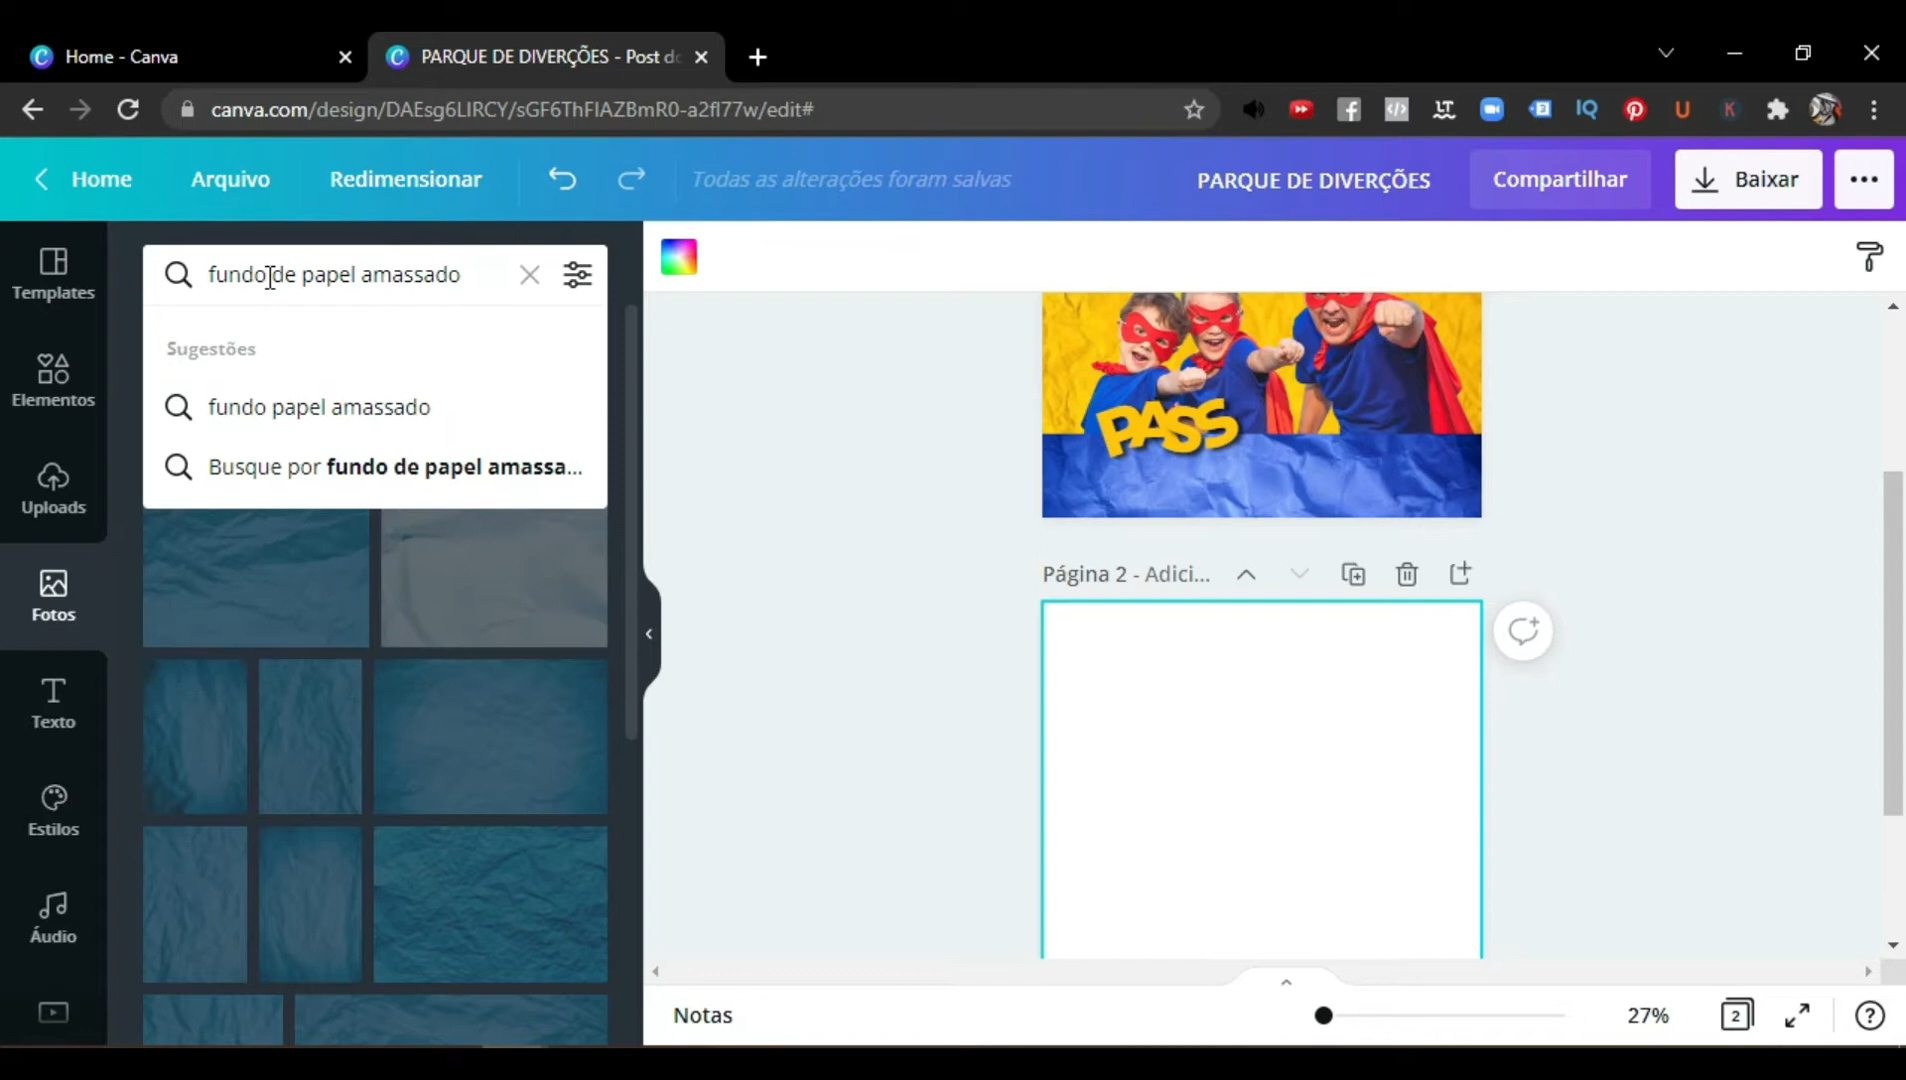 Home - Canva
PARQUE DE DIVERÇÕES - Post do
canva.com/design/DAEsg6LIRCY/sGF6ThFIAZBmR0-a2fl77w/edit#
Home
Arquivo
Redimensionar
Todas as alterações foram salvas
PARQUE DE DIVERÇÕES
Compartilhar
Baixar
Templates
Elementos
Uploads
Fotos
Texto
Estilos
Áudio
fundo de papel amassado
Sugestões
fundo papel amassado
Busque por fundo de papel amassa...
PASS
Página 2 - Adici...
Notas
27%
2